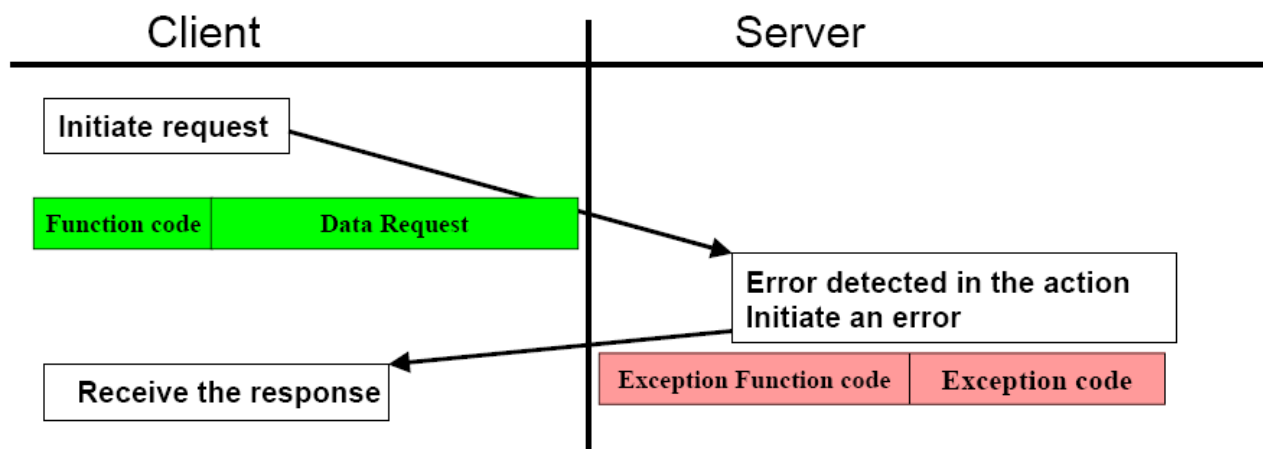 Client
Server
Initiate request
Function code
Data Request
Error detected in the action
Initiate an error
Receive the response
Exception Function code
Exception code